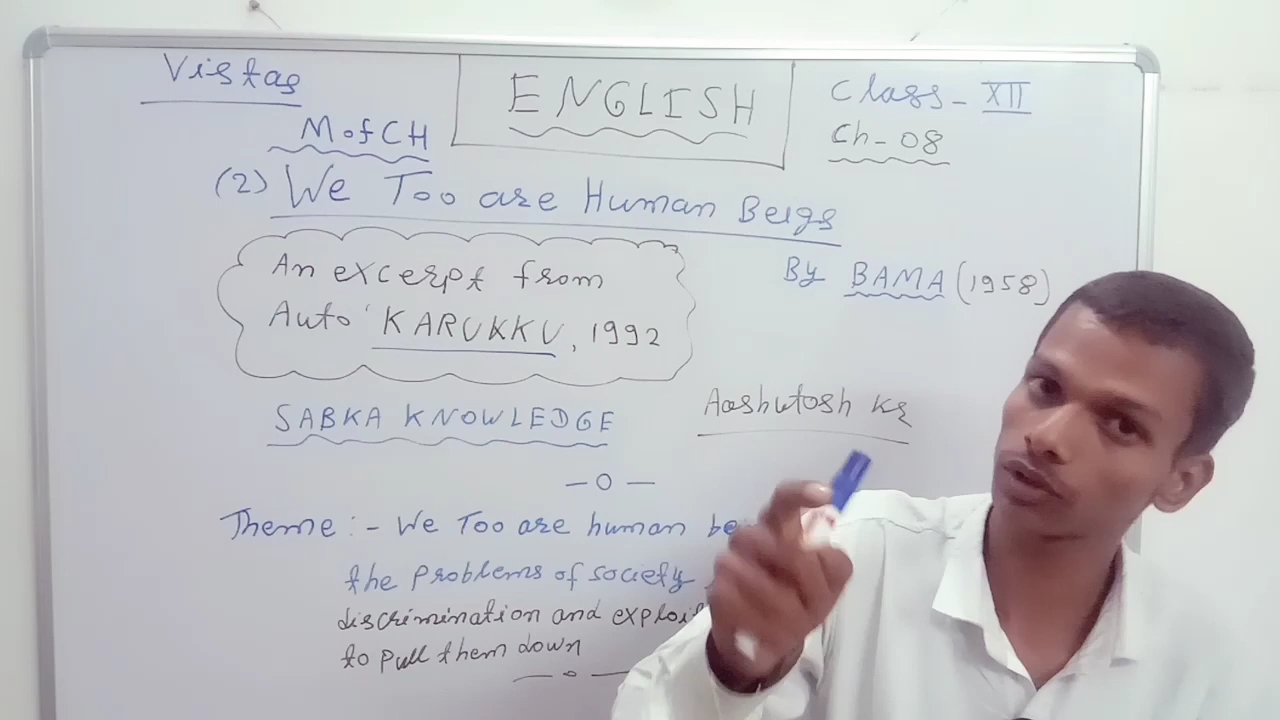 Vistas
ENGLISH
Class - XII
M of CH
Ch - 08
(2) We Too are Human Beigs
By BAMA (1958)
An excerpt from
Auto 'KARUKKU, 1992
SABKA KNOWLEDGE
Aashutosh Kr
— O —
Theme :- We Too are human be
the problems of society
discrimination and exploi
to pull them down